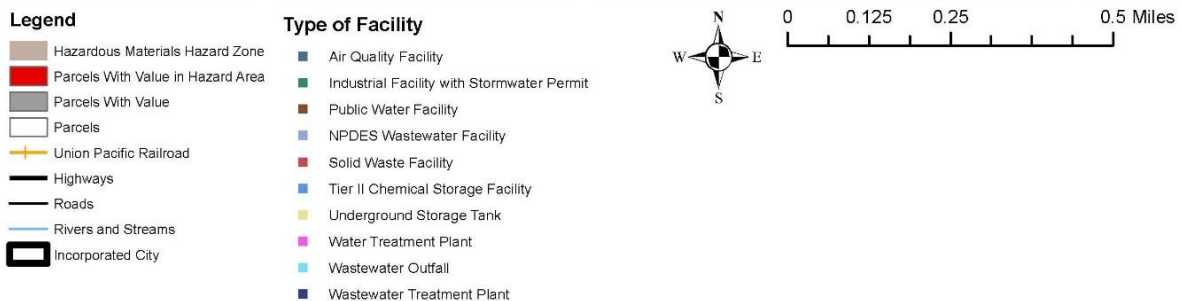 Legend
Hazardous Materials Hazard Zone
Parcels With Value in Hazard Area
Parcels With Value
Parcels
Union Pacific Railroad
Highways
Roads
Rivers and Streams
Incorporated City
Type of Facility
Air Quality Facility
Industrial Facility with Stormwater Permit
Public Water Facility
NPDES Wastewater Facility
Solid Waste Facility
Tier II Chemical Storage Facility
Underground Storage Tank
Water Treatment Plant
Wastewater Outfall
Wastewater Treatment Plant
N
W E
S
0 0.125 0.25 0.5 Miles